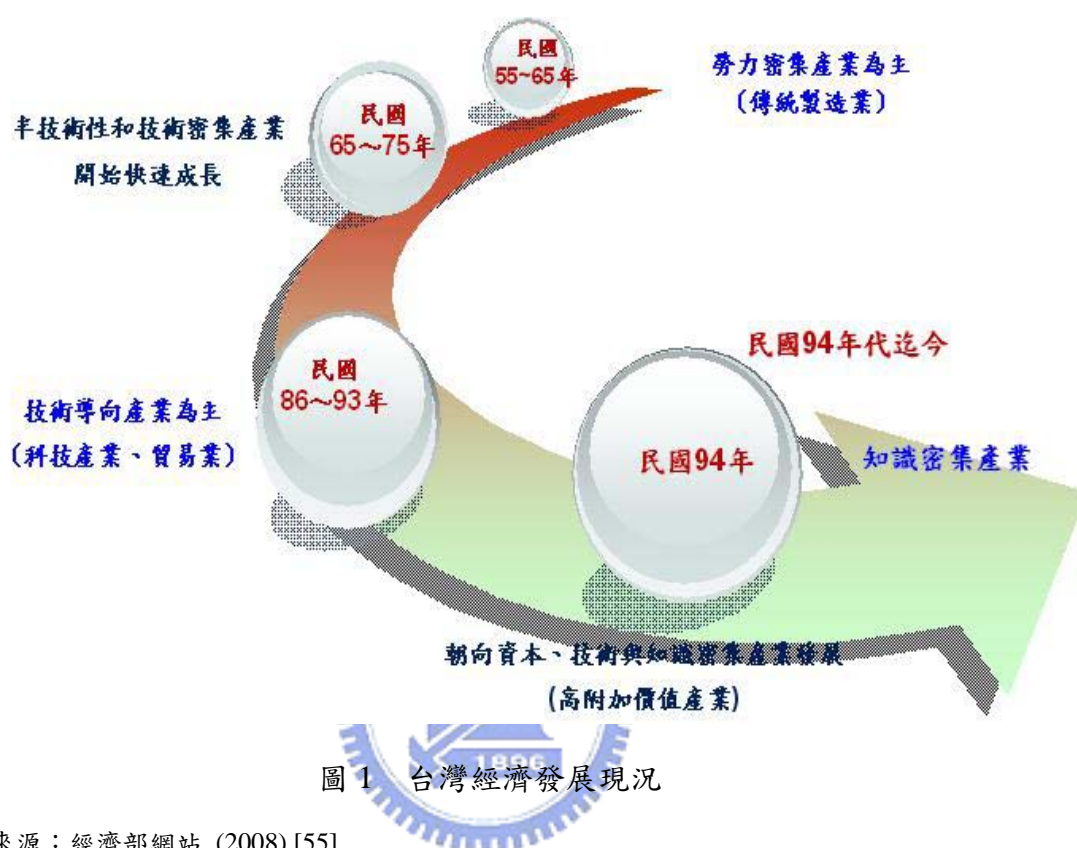 民國
55~65年
勞力密集產業為主
(傳統製造業)
民國
65～75年
半技術性和技術密集產業
開始快速成長
民國
86～93年
技術導向產業為主
(科技產業、貿易業)
民國94年代迄今
民國94年
知識密集產業
朝向資本、技術與知識密集產業發展
(高附加價值產業)
1896
圖 1 台灣經濟發展現況
來源：經濟部網站 (2008) [55]